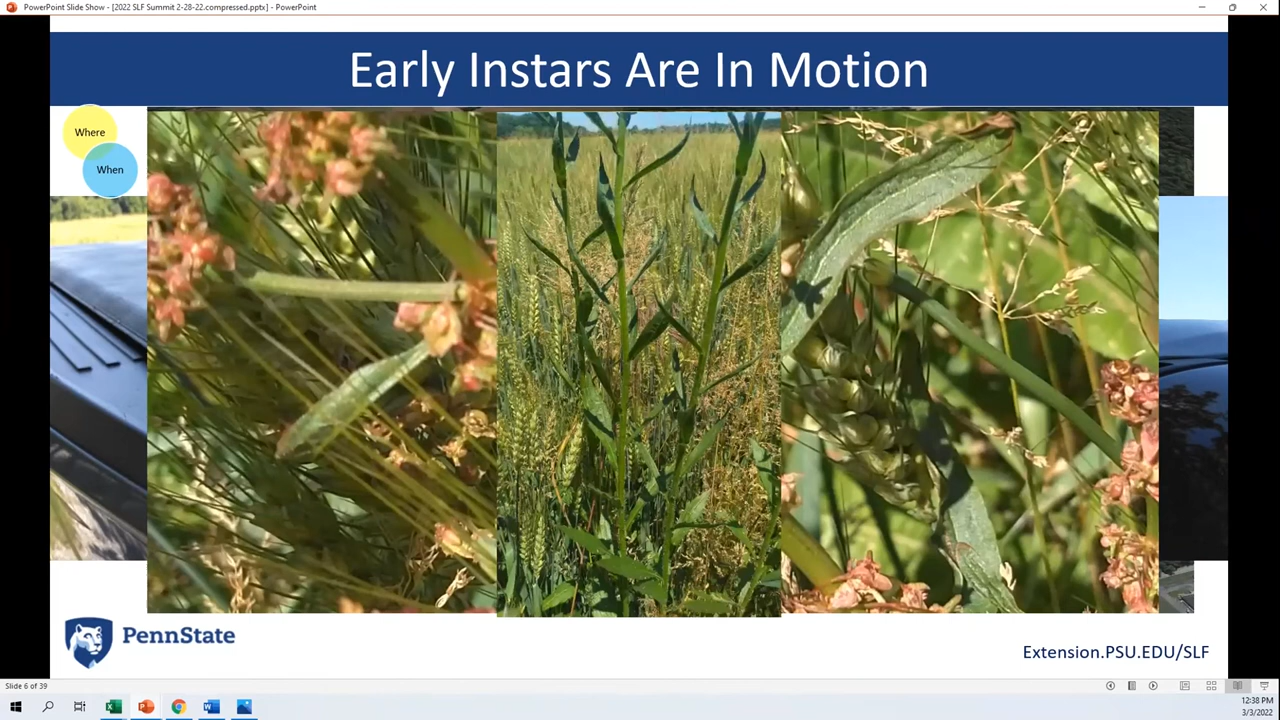 PowerPoint Slide Show - [2022 SLF Summit 2-28-22.compressed.pptx] - PowerPoint
Early Instars Are In Motion
Where
When
PennState
Extension.PSU.EDU/SLF
Slide 6 of 39
12:38 PM
3/3/2022